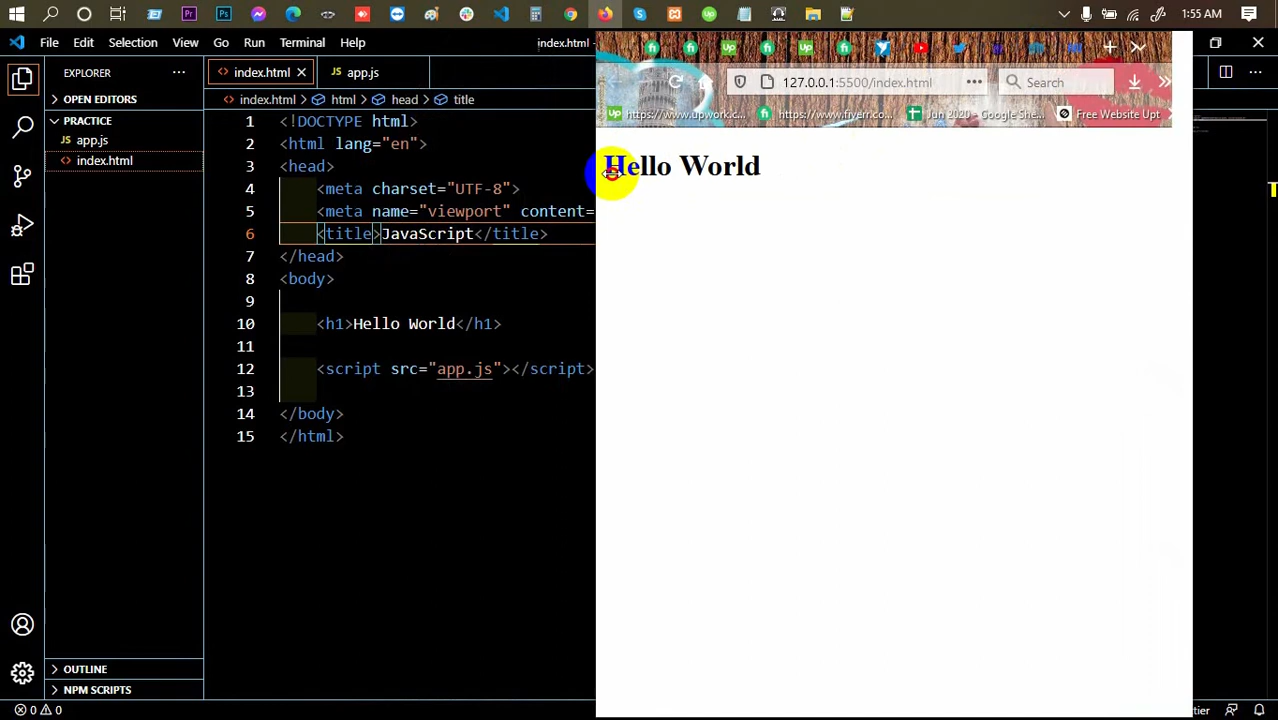 1:55 AM
File Edit Selection View Go Run Terminal Help
index.html -
EXPLORER
OPEN EDITORS
PRACTICE
JS app.js
<> index.html
OUTLINE
NPM SCRIPTS
0 0
<> index.html
JS app.js
<> index.html > html > head > title
1 <!DOCTYPE html>
2 <html lang="en">
3 <head>
4 <meta charset="UTF-8">
5 <meta name="viewport" content=
6 <title>JavaScript</title>
7 </head>
8 <body>
9
10 <h1>Hello World</h1>
11
12 <script src="app.js"></script>
13
14 </body>
15 </html>
127.0.0.1:5500/index.html
Search
https://www.upwork.c...
https://www.fiverr.co...
Jun 2020 - Google She...
Free Website Upt
Hello World